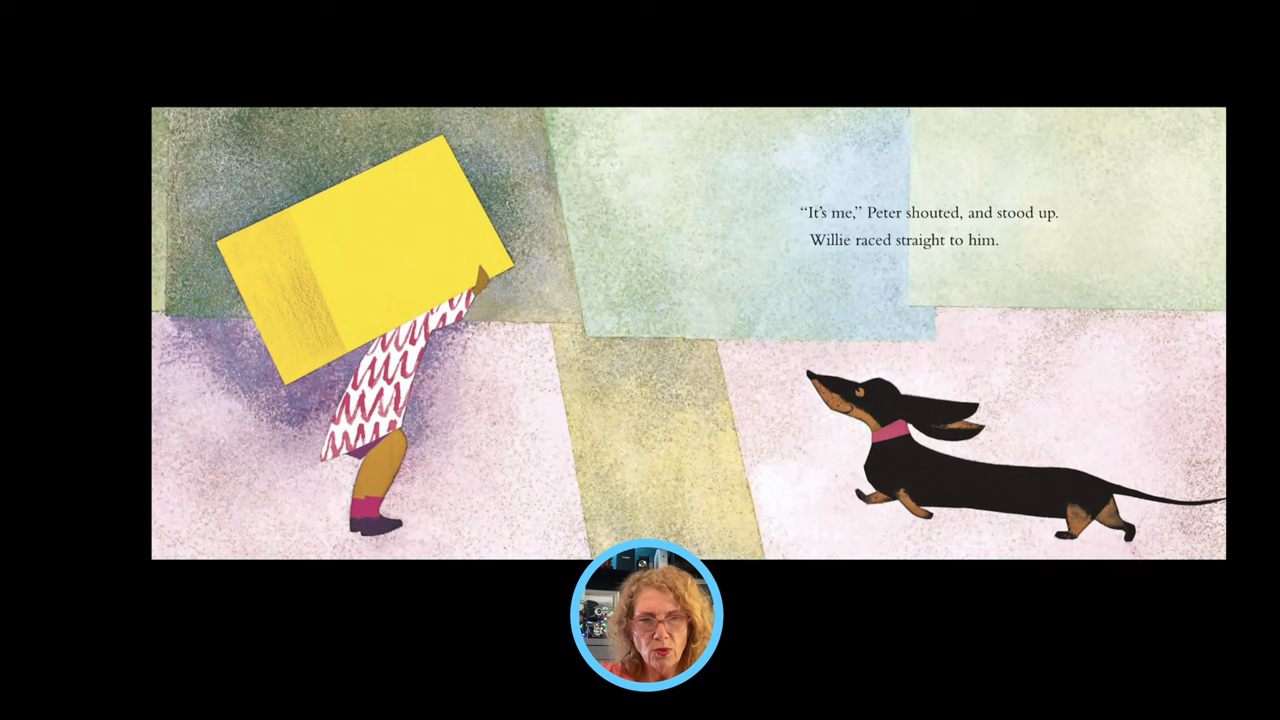 “It’s me,” Peter shouted, and stood up.
Willie raced straight to him.